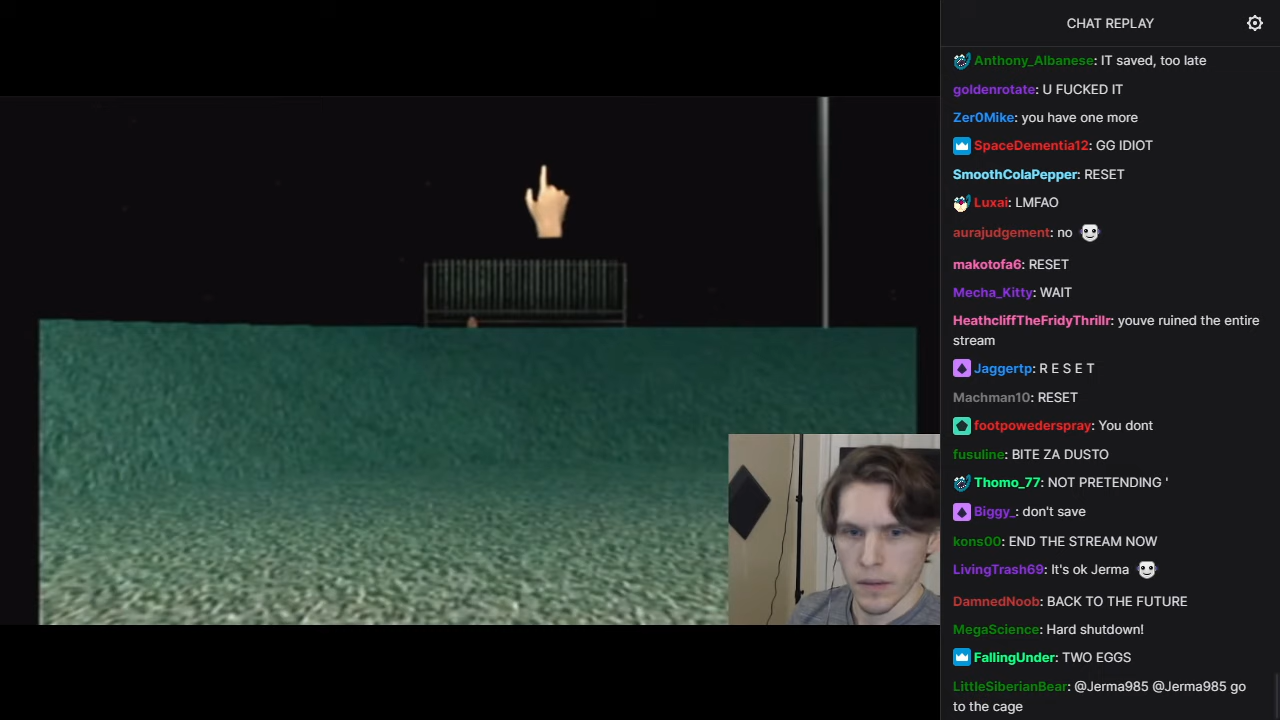 CHAT REPLAY
Anthony_Albanese: IT saved, too late
goldenrotate: U FUCKED IT
Zer0Mike: you have one more
SpaceDementia12: GG IDIOT
SmoothColaPepper: RESET
Luxai: LMFAO
aurajudgement: no
makotofa6: RESET
Mecha_Kitty: WAIT
HeathcliffTheFridyThrillr: youve ruined the entire
stream
Jaggertp: R E S E T
Machman10: RESET
footpowederspray: You dont
fusuline: BITE ZA DUSTO
Thomo_77: NOT PRETENDING '
Biggy_: don't save
kons00: END THE STREAM NOW
LivingTrash69: It's ok Jerma
DamnedNoob: BACK TO THE FUTURE
MegaScience: Hard shutdown!
FallingUnder: TWO EGGS
LittleSiberianBear: @Jerma985 @Jerma985 go
to the cage